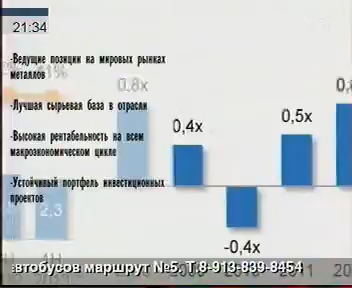 21:34
-Ведущие позиции на мировых рынках
металлов
-Лучшая сырьевая база в отрасли
-Высокая рентабельность на всем
макроэкономическом цикле
-Устойчивый портфель инвестиционных
проектов
0,8x
0,4x
0,5x
-0,4x
2,3
втобусов маршрут №5. Т.8-913-839-8454